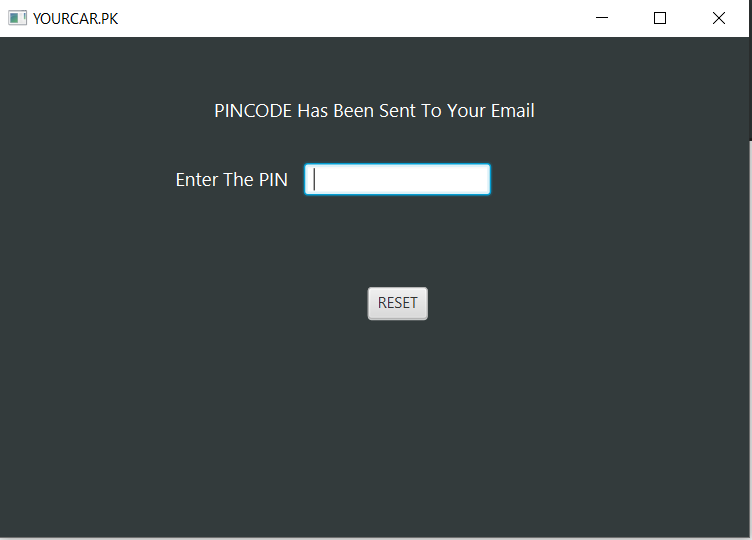 YOURCAR.PK
PINCODE Has Been Sent To Your Email
Enter The PIN
RESET